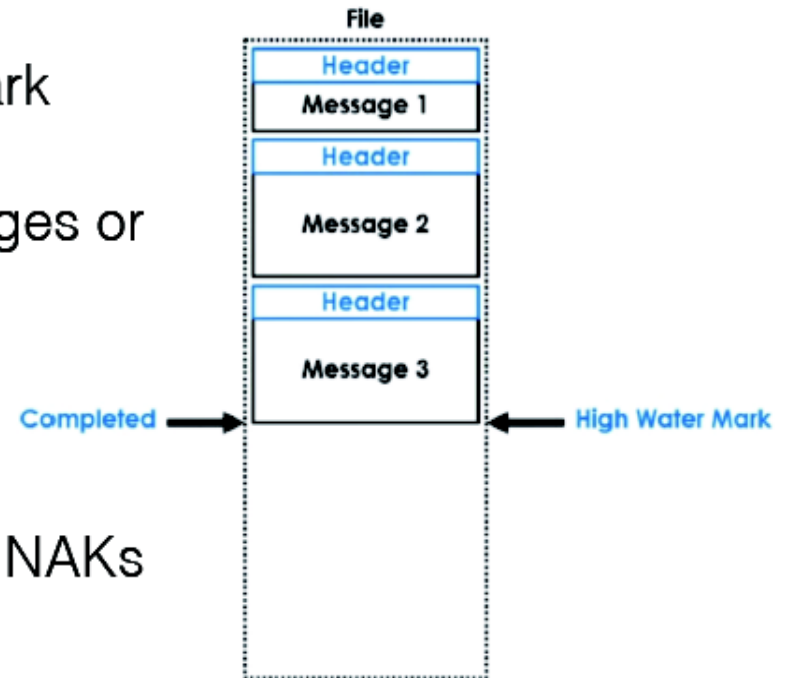 ark
ges or
NAKs
File
Header
Message 1
Header
Message 2
Header
Message 3
Completed
High Water Mark